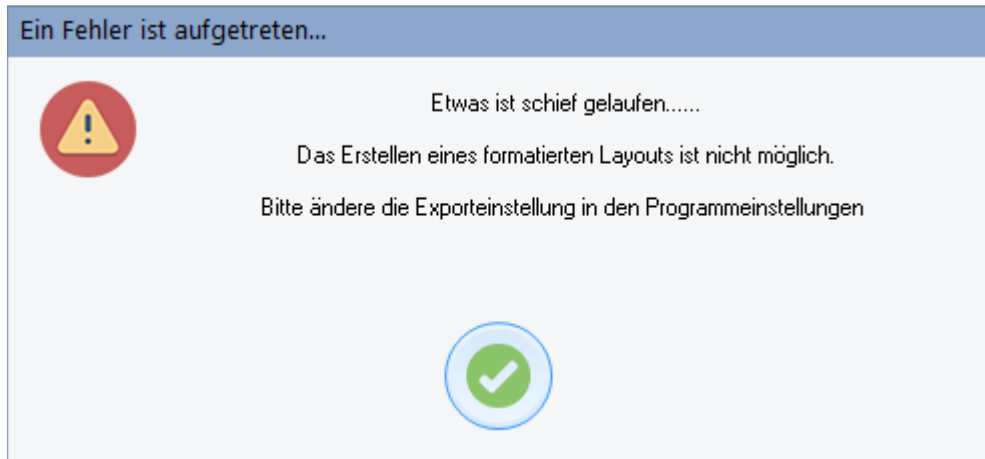 Ein Fehler ist aufgetreten...
Etwas ist schief gelaufen......
Das Erstellen eines formatierten Layouts ist nicht möglich.
Bitte ändere die Exporteinstellung in den Programmeinstellungen